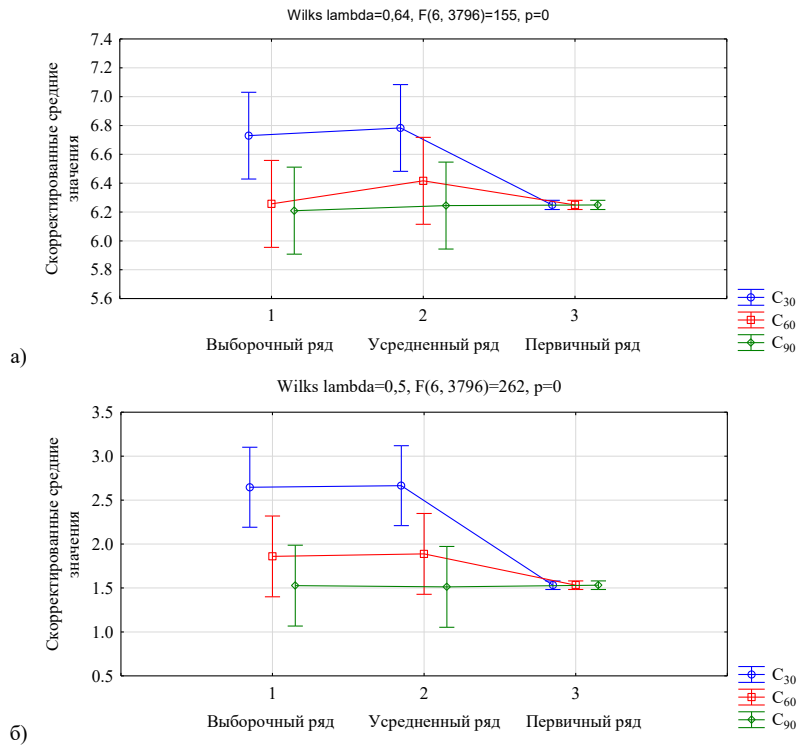 Wilks lambda=0,64, F(6, 3796)=155, p=0
Скорректированные средние
значения
7.4
7.2
7.0
6.8
6.6
6.4
6.2
6.0
5.8
5.6
1 2 3
Выборочный ряд Усредненный ряд Первичный ряд
C30
C60
C90
а)
Wilks lambda=0,5, F(6, 3796)=262, p=0
Скорректированные средние
значения
3.5
3.0
2.5
2.0
1.5
1.0
0.5
1 2 3
Выборочный ряд Усредненный ряд Первичный ряд
C30
C60
C90
б)